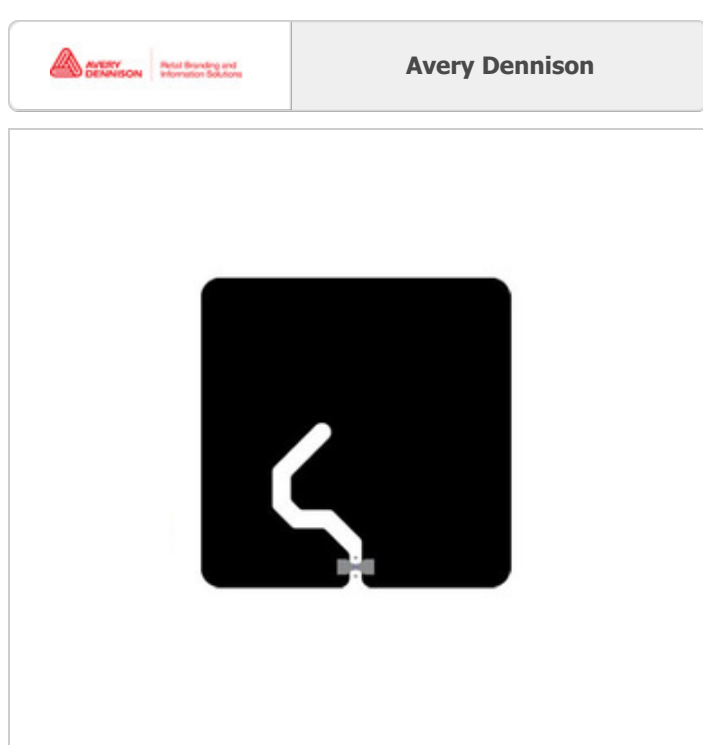 AVERY
DENNISON
Retail Branding and
Information Solutions
Avery Dennison